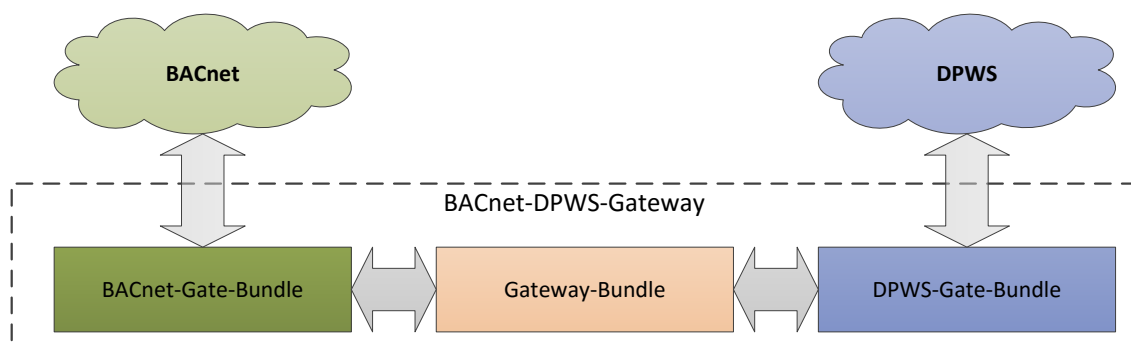 BACnet
DPWS
BACnet-DPWS-Gateway
BACnet-Gate-Bundle
Gateway-Bundle
DPWS-Gate-Bundle